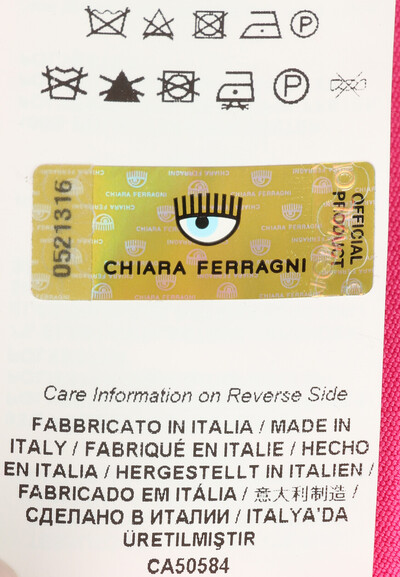 P
P
0521316
CHIARA FERRAGNI
CHIARA FERRAGNI
OFFICIAL
PRODUCT
Care Information on Reverse Side
FABBRICATO IN ITALIA / MADE IN
ITALY / FABRIQUÉ EN ITALIE / HECHO
EN ITALIA / HERGESTELLT IN ITALIEN /
FABRICADO EM ITÁLIA / 意大利制造 /
СДЕЛАНО В ИТАЛИИ / ITALYA'DA
ÜRETILMIŞTIR
CA50584